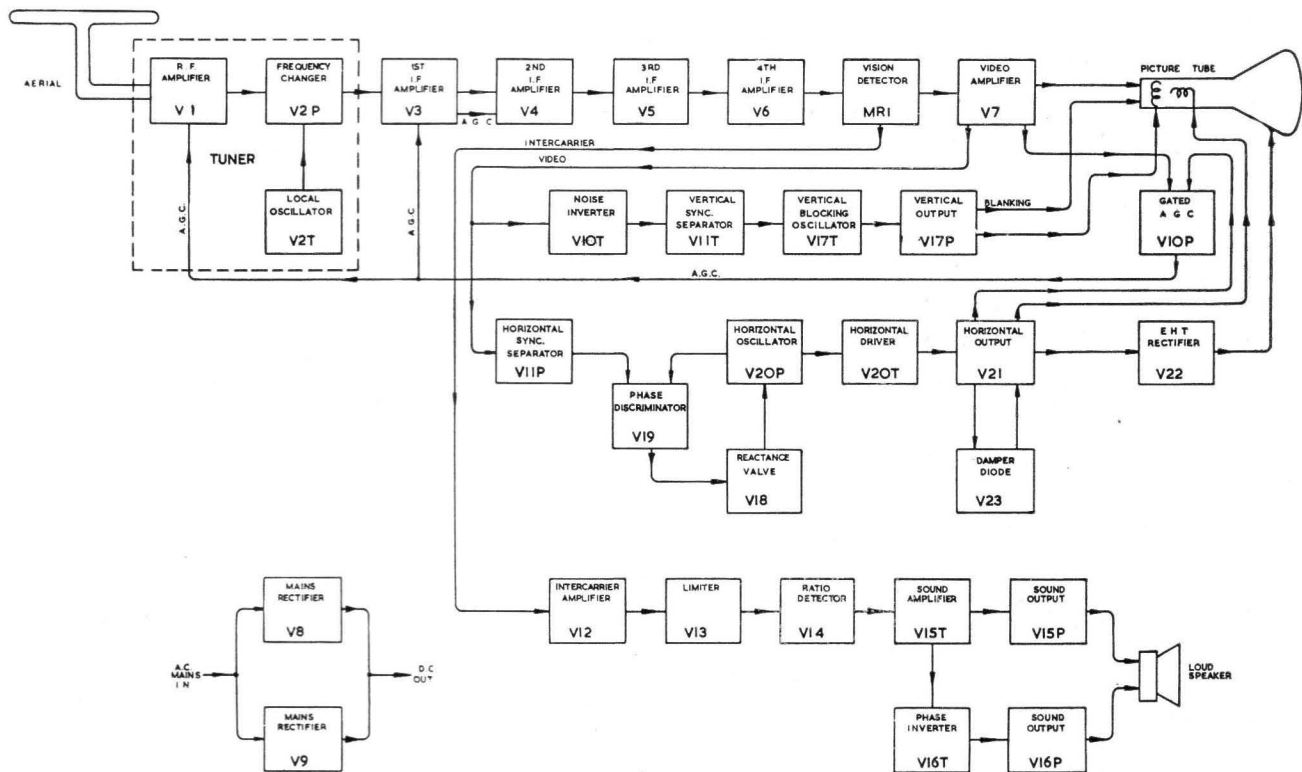 AERIAL
R.F.
AMPLIFIER
V1
FREQUENCY
CHANGER
V2P
TUNER
LOCAL
OSCILLATOR
V2T
A.G.C.
1ST
I.F.
AMPLIFIER
V3
A.G.C
2ND
I.F
AMPLIFIER
V4
3RD
I.F
AMPLIFIER
V5
4TH
I.F
AMPLIFIER
V6
VISION
DETECTOR
MR1
VIDEO
AMPLIFIER
V7
PICTURE TUBE
INTERCARRIER
VIDEO
A.G.C
NOISE
INVERTER
V10T
VERTICAL
SYNC.
SEPARATOR
V11T
VERTICAL
BLOCKING
OSCILLATOR
V17T
VERTICAL
OUTPUT
V17P
BLANKING
GATED
A G C
V10P
A.G.C.
HORIZONTAL
SYNC.
SEPARATOR
V11P
PHASE
DISCRIMINATOR
V19
HORIZONTAL
OSCILLATOR
V20P
HORIZONTAL
DRIVER
V20T
HORIZONTAL
OUTPUT
V21
E H T
RECTIFIER
V22
REACTANCE
VALVE
V18
DAMPER
DIODE
V23
INTERCARRIER
AMPLIFIER
V12
LIMITER
V13
RATIO
DETECTOR
V14
SOUND
AMPLIFIER
V15T
SOUND
OUTPUT
V15P
LOUD
SPEAKER
PHASE
INVERTER
V16T
SOUND
OUTPUT
V16P
MAINS
RECTIFIER
V8
A.C.
MAINS
IN
D.C
OUT
MAINS
RECTIFIER
V9